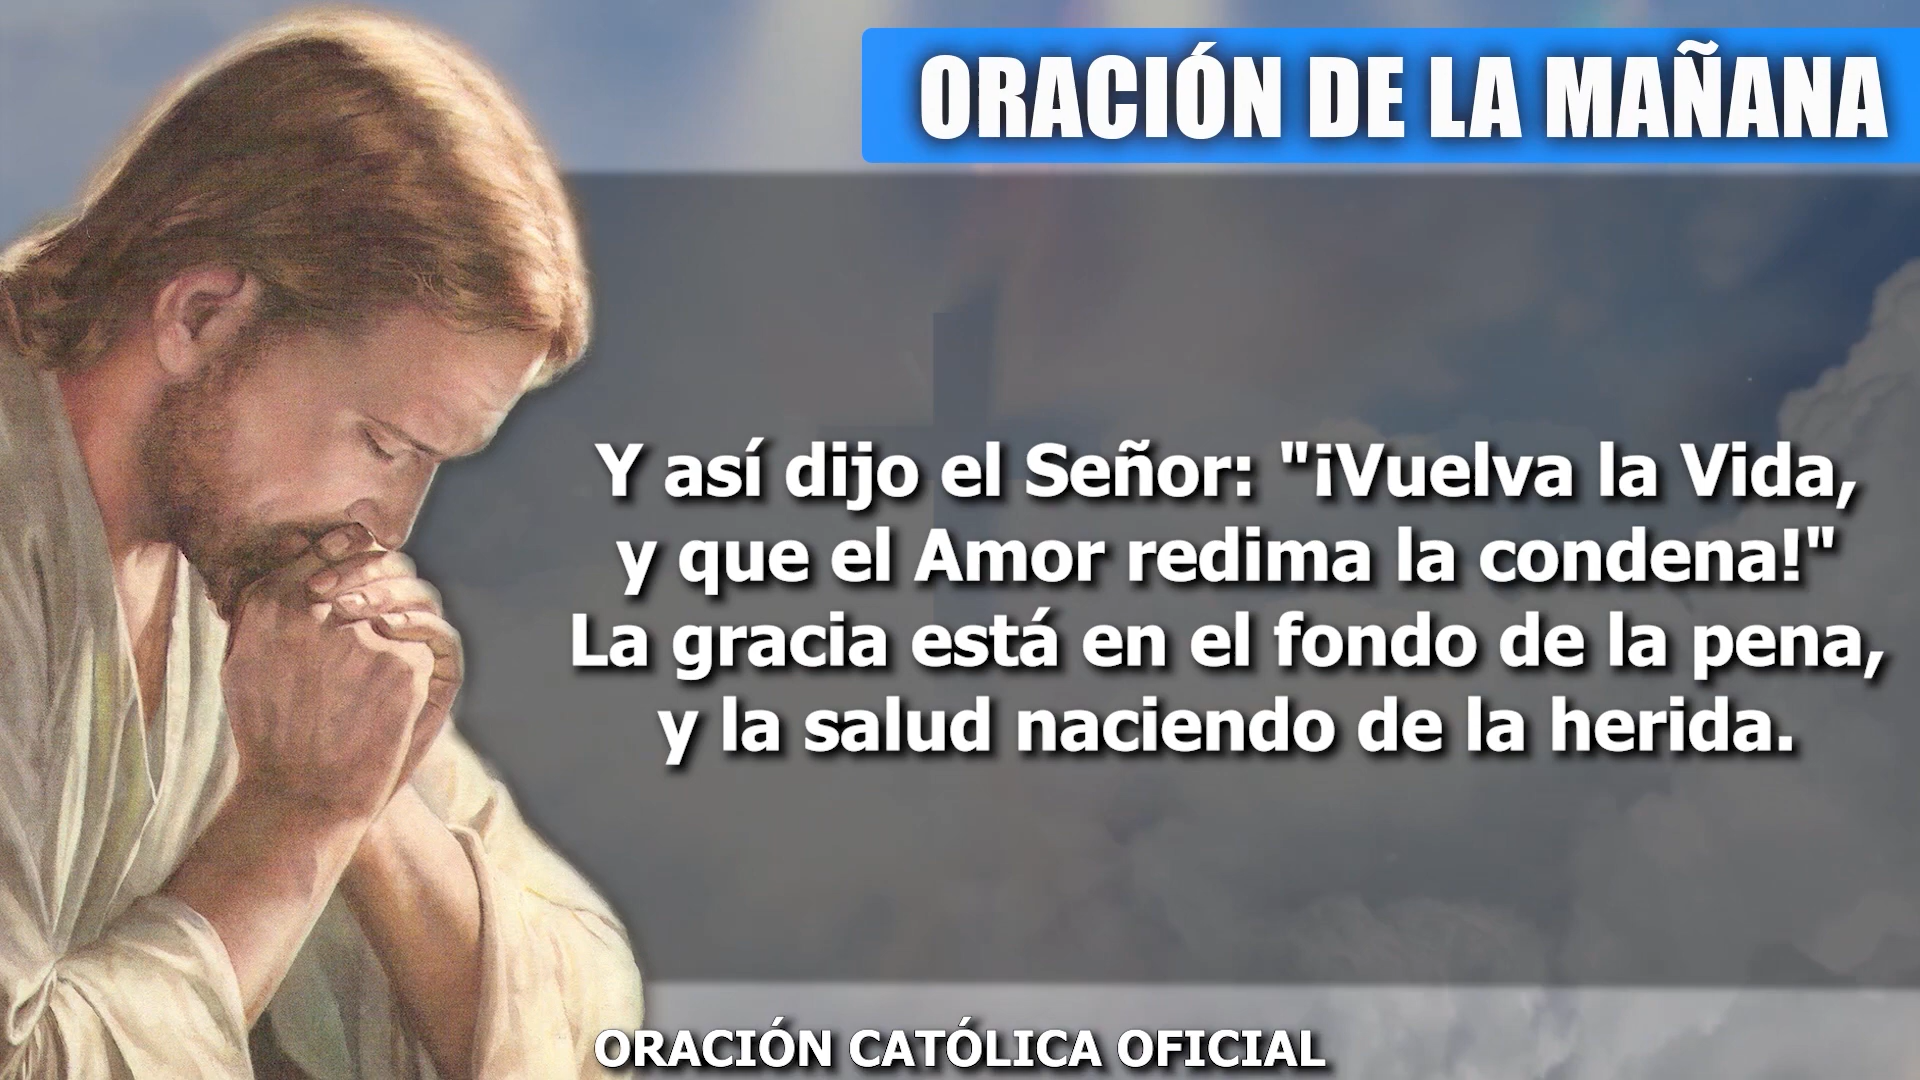 ORACIÓN DE LA MAÑANA
Y así dijo el Señor: "¡Vuelva la Vida,
y que el Amor redima la condena!"
La gracia está en el fondo de la pena,
y la salud naciendo de la herida.
ORACIÓN CATÓLICA OFICIAL